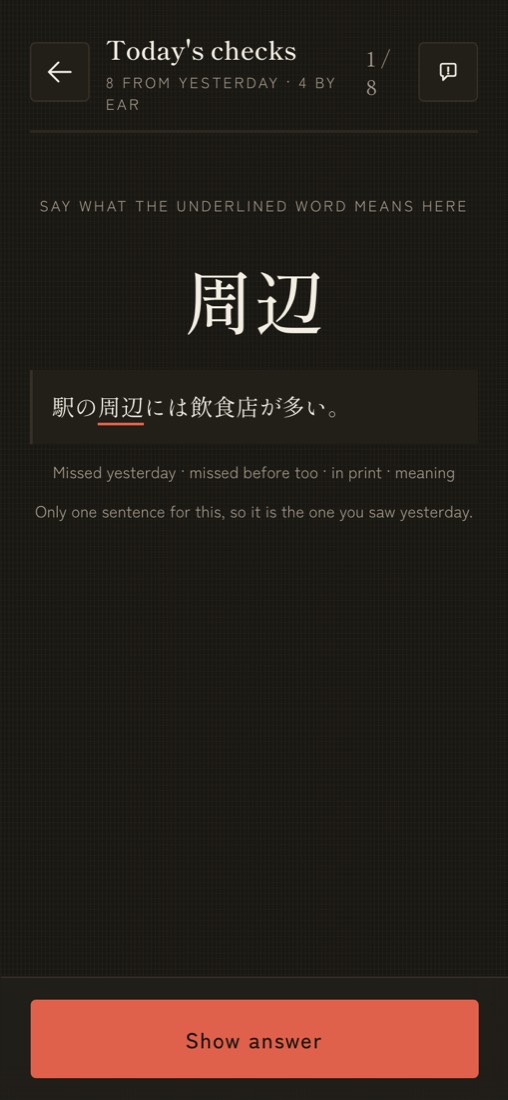 Today's checks
8 FROM YESTERDAY · 4 BY
EAR
1 /
8
SAY WHAT THE UNDERLINED WORD MEANS HERE
周辺
駅の周辺には飲食店が多い。
Missed yesterday · missed before too · in print · meaning
Only one sentence for this, so it is the one you saw yesterday.
Show answer